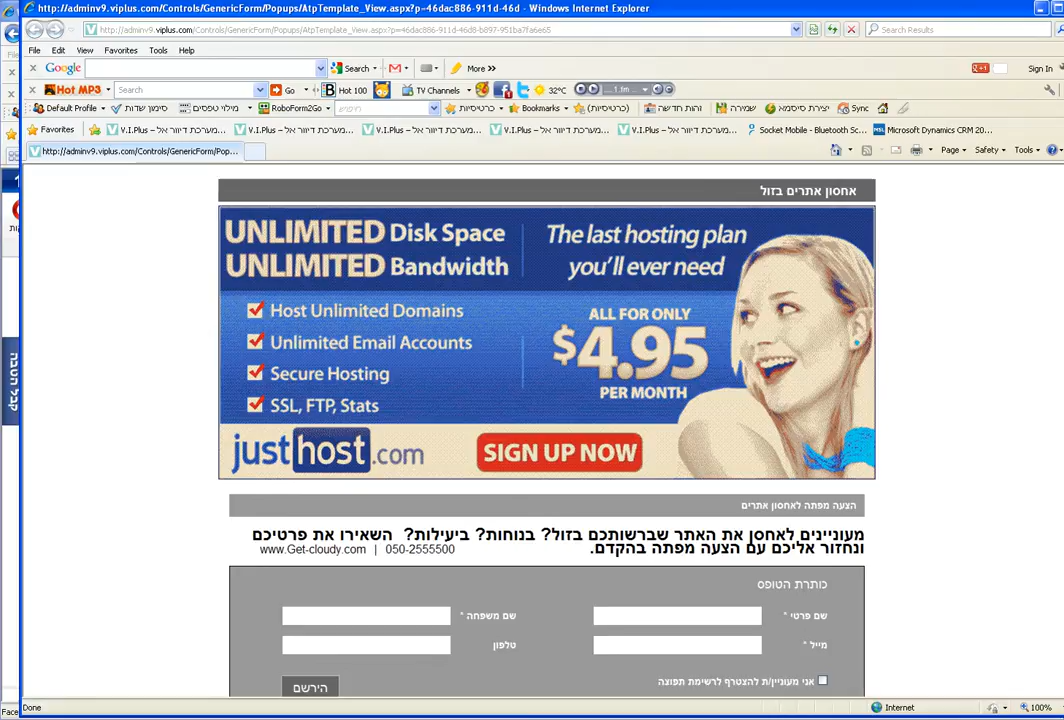 http://adminv9.viplus.com/Controls/GenericForm/Popups/AtpTemplate_View.aspx?p=46dac886-911d-46d - Windows Internet Explorer
http://adminv9.viplus.com/Controls/GenericForm/Popups/AtpTemplate_View.aspx?p=46dac886-911d-46d8-b897-951ba7fa6e65
Search Results
File Edit View Favorites Tools Help
Google Search More >> Sign In
Hot MP3 Search Go Hot 100 TV Channels 32°C 1.fm
Default Profile סימון שדות מילוי טפסים RoboForm2Go חיפוש כרטיסיות Bookmarks (כרטיסיות) זהות חדשה שמירה יצירת סיסמא Sync
Favorites V.I.Plus – מערכת דיוור אל... V.I.Plus – מערכת דיוור אל... V.I.Plus – מערכת דיוור אל... V.I.Plus – מערכת דיוור אל... V.I.Plus – מערכת דיוור אל... Socket Mobile - Bluetooth Sc... Microsoft Dynamics CRM 20...
http://adminv9.viplus.com/Controls/GenericForm/Pop...
Page Safety Tools
אחסון אתרים בזול
UNLIMITED Disk Space
UNLIMITED Bandwidth
The last hosting plan
you'll ever need
Host Unlimited Domains
Unlimited Email Accounts
Secure Hosting
SSL, FTP, Stats
ALL FOR ONLY
$4.95
PER MONTH
justhost.com
SIGN UP NOW
הצעה מפתה לאחסון אתרים
מעוניינים לאחסן את האתר שברשותכם בזול? בנוחות? ביעילות? השאירו את פרטיכם
ונחזור אליכם עם הצעה מפתה בהקדם.
www.Get-cloudy.com | 050-2555500
כותרת הטופס
שם פרטי *
שם משפחה *
מייל *
טלפון
אני מעוניין/ת להצטרף לרשימת תפוצה
הירשם
קבל הטבה
Done Internet 100%